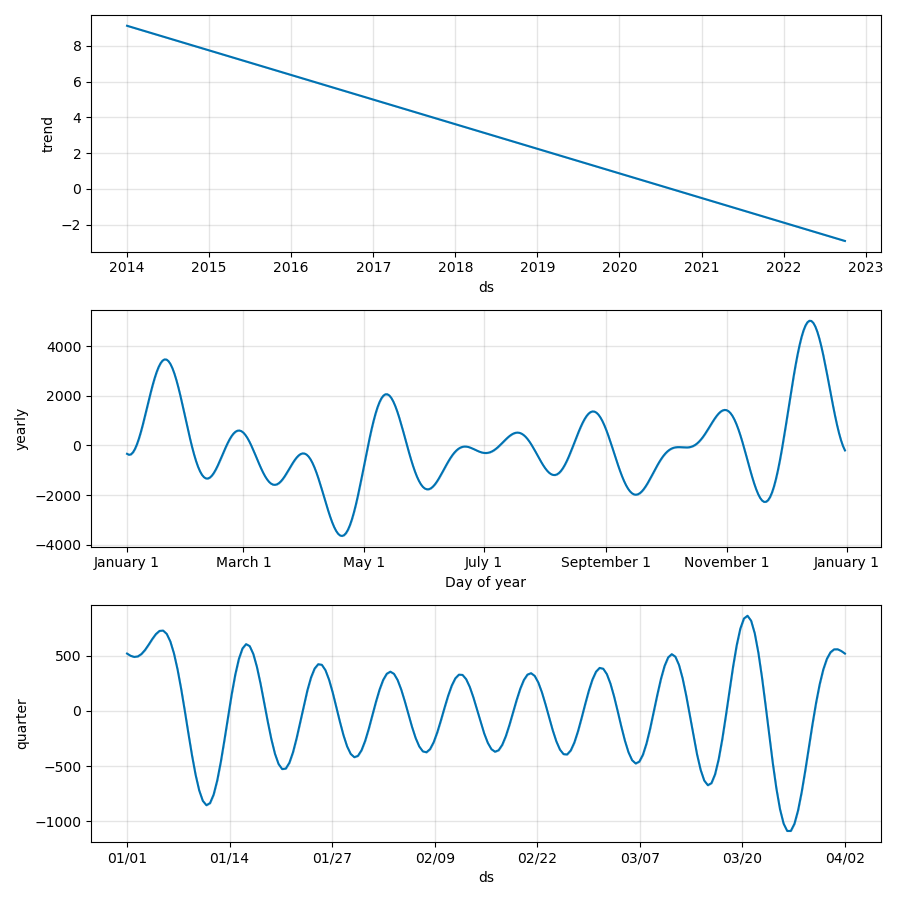 trend
8
6
4
2
0
−2
2014 2015 2016 2017 2018 2019 2020 2021 2022 2023
ds
yearly
4000
2000
0
−2000
−4000
January 1 March 1 May 1 July 1 September 1 November 1 January 1
Day of year
quarter
500
0
−500
−1000
01/01 01/14 01/27 02/09 02/22 03/07 03/20 04/02
ds